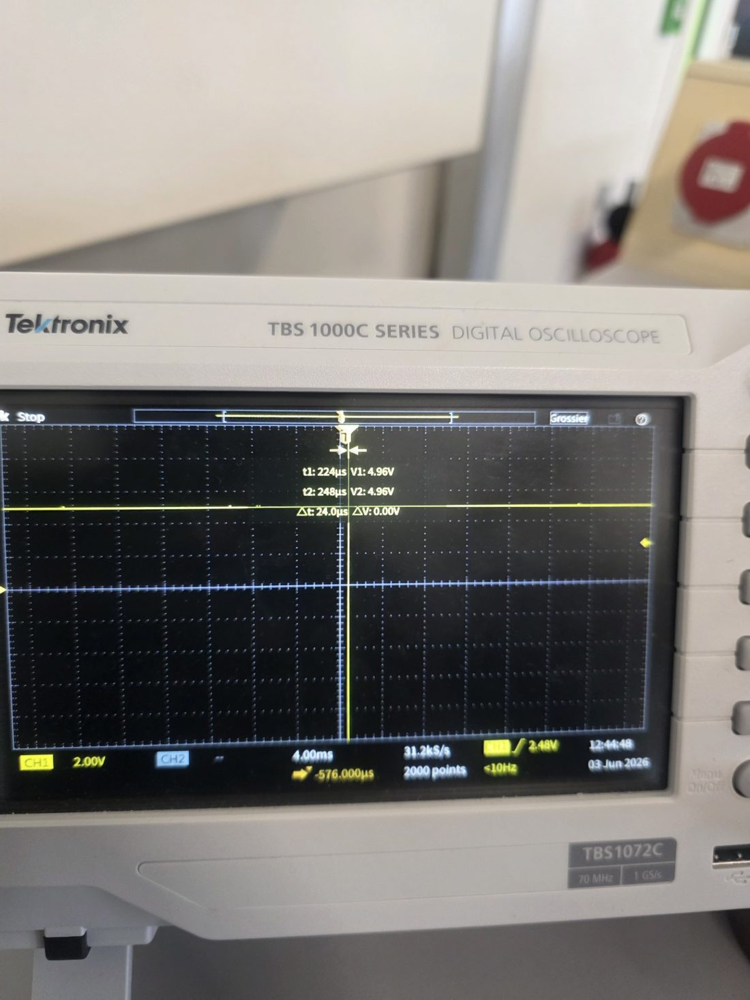 Tektronix
TBS 1000C SERIES DIGITAL OSCILLOSCOPE
k Stop
Grossier
t1: 224µs V1: 4.96V
t2: 248µs V2: 4.96V
△t: 24.0µs △V: 0.00V
CH1 2.00V CH2 -- 4.00ms 31.2kS/s CH1 2.48V 12:44:48
-576.000µs 2000 points <10Hz 03 Jun 2026
Menu
On/Off
TBS1072C
70 MHz 1 GS/s